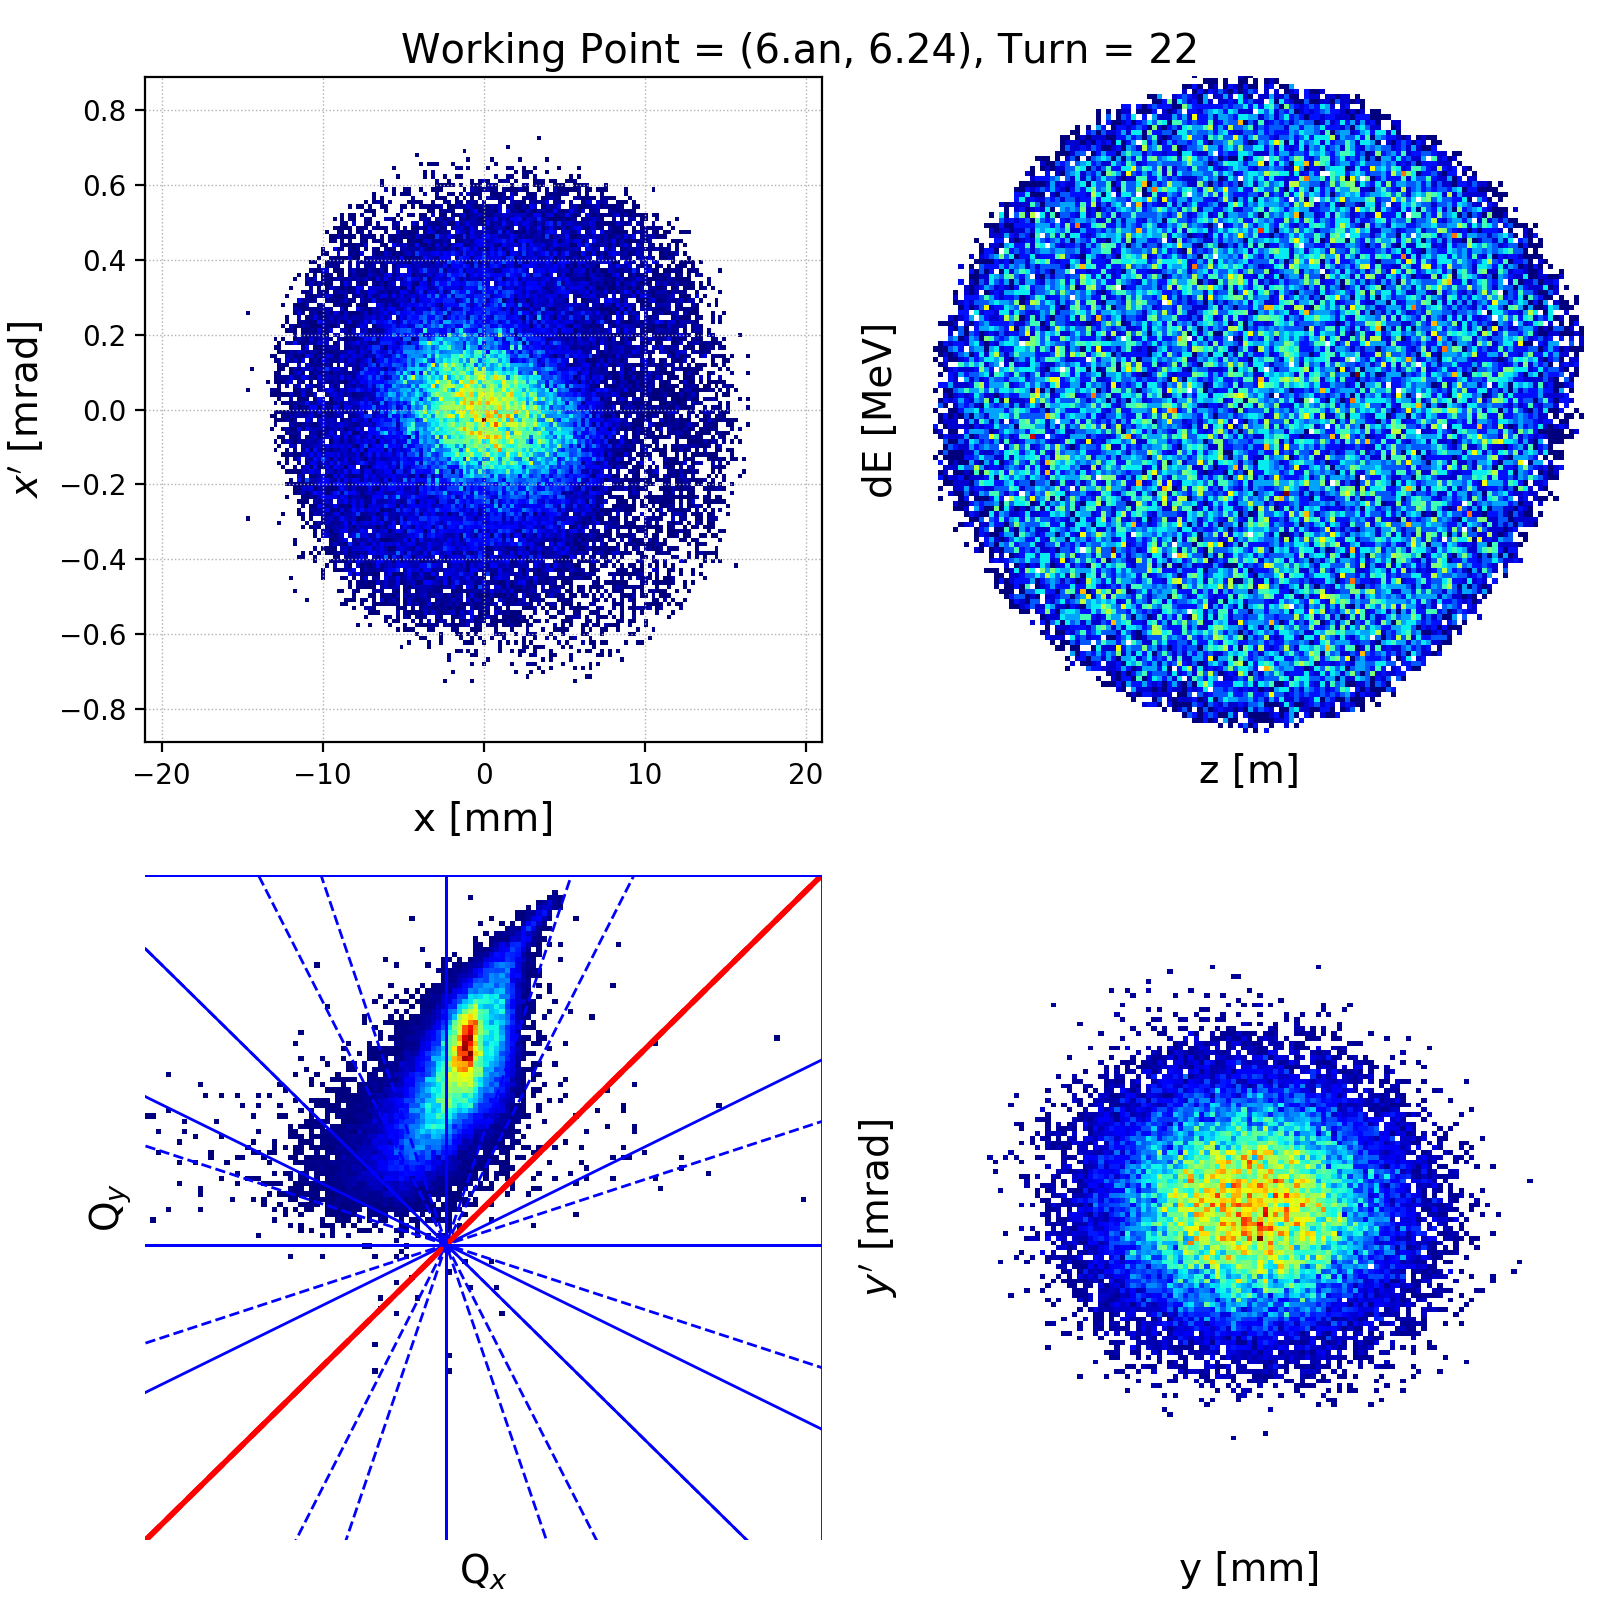 Working Point = (6.an, 6.24), Turn = 22
0.8
0.6
0.4
0.2
0.0
−0.2
−0.4
−0.6
−0.8
x′ [mrad]
−20 −10 0 10 20
x [mm]
dE [MeV]
z [m]
Qy
Qx
y′ [mrad]
y [mm]